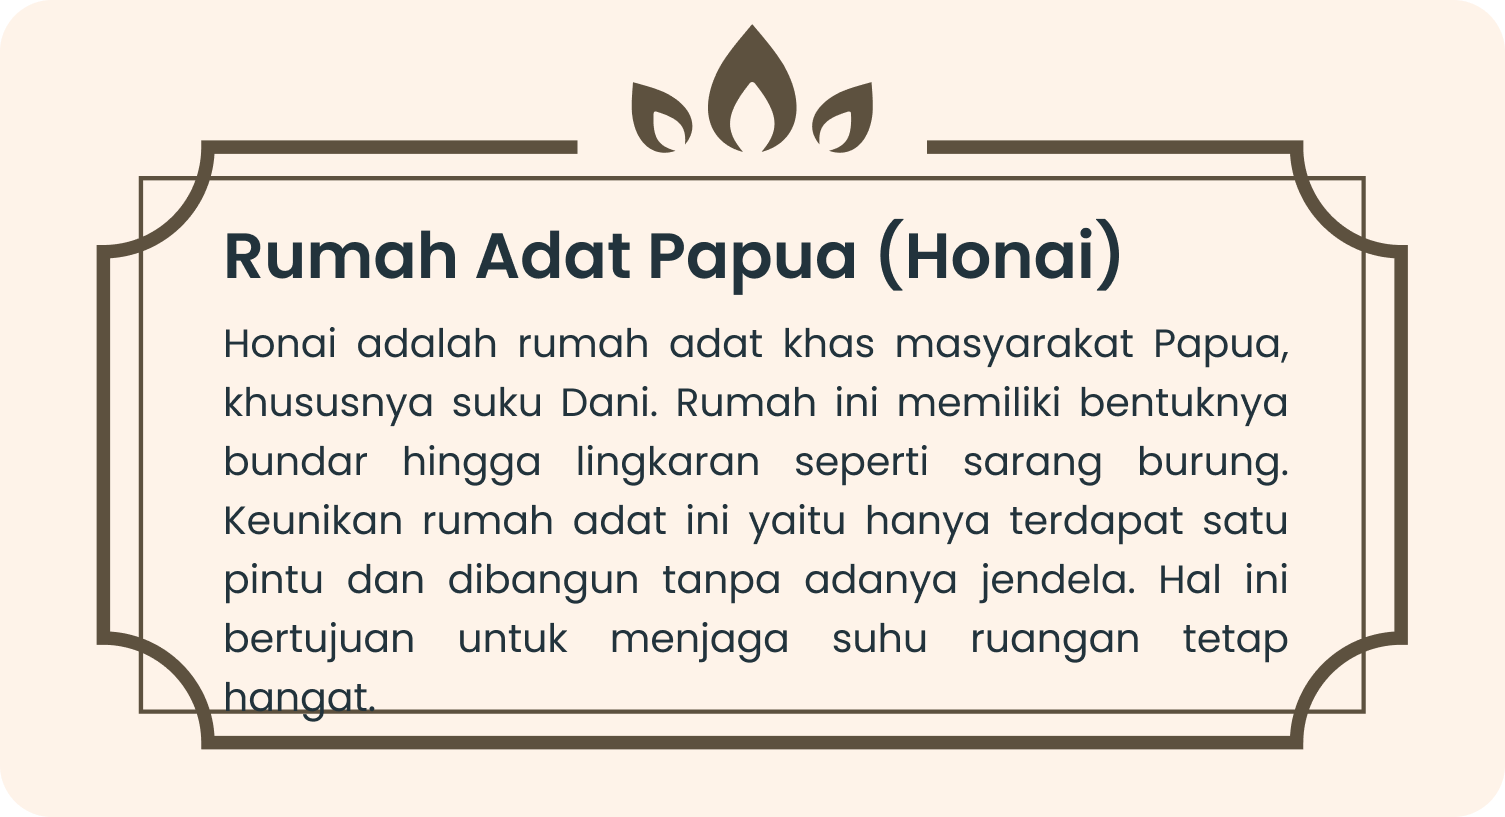 Rumah Adat Papua (Honai)
Honai adalah rumah adat khas masyarakat Papua,
khususnya suku Dani. Rumah ini memiliki bentuknya
bundar hingga lingkaran seperti sarang burung.
Keunikan rumah adat ini yaitu hanya terdapat satu
pintu dan dibangun tanpa adanya jendela. Hal ini
bertujuan untuk menjaga suhu ruangan tetap
hangat.